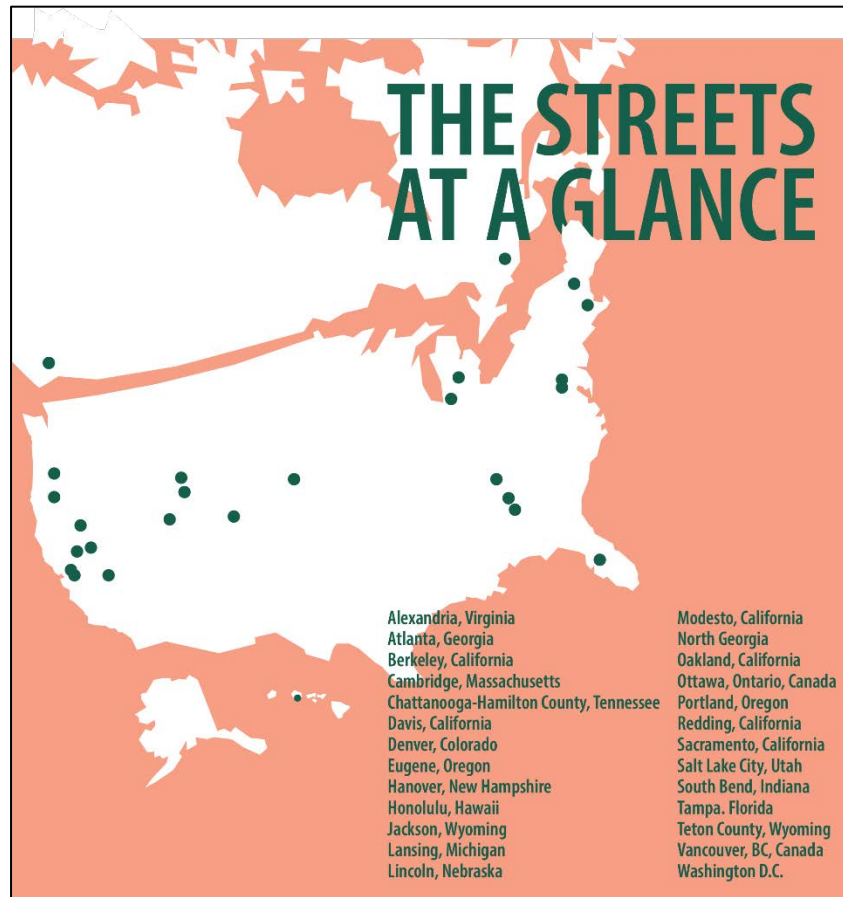 THE STREETS
AT A GLANCE
Alexandria, Virginia
Atlanta, Georgia
Berkeley, California
Cambridge, Massachusetts
Chattanooga-Hamilton County, Tennessee
Davis, California
Denver, Colorado
Eugene, Oregon
Hanover, New Hampshire
Honolulu, Hawaii
Jackson, Wyoming
Lansing, Michigan
Lincoln, Nebraska
Modesto, California
North Georgia
Oakland, California
Ottawa, Ontario, Canada
Portland, Oregon
Redding, California
Sacramento, California
Salt Lake City, Utah
South Bend, Indiana
Tampa. Florida
Teton County, Wyoming
Vancouver, BC, Canada
Washington D.C.